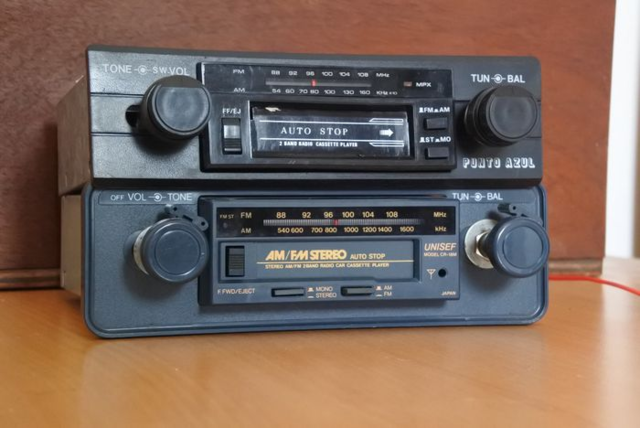 TONE SW-VOL
FM 88 92 96 100 104 108 MHz
MPX
AM 54 60 70 80 100 130 160
TUN BAL
FF/EJ
FM AM
AUTO STOP
2 BAND RADIO CASSETTE PLAYER
ST MO
PUNTO AZUL
OFF VOL TONE
TUN BAL
FM ST FM 88 92 96 100 104 108 MHz
AM 540 600 700 800 1000 1200 1400 1600 kHz
AM/FM STEREO AUTO STOP
STEREO AM/FM 2BAND RADIO CAR CASSETTE PLAYER
UNISEF
F.FWD/EJECT
MONO
STEREO
AM
FM
JAPAN